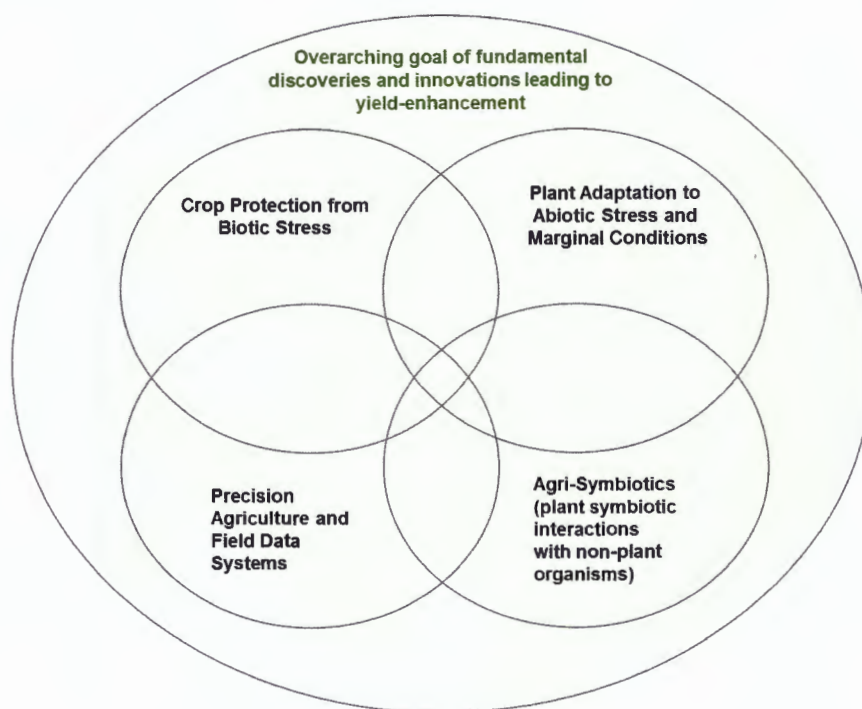 Overarching goal of fundamental
discoveries and innovations leading to
yield-enhancement
Crop Protection from
Biotic Stress
Plant Adaptation to
Abiotic Stress and
Marginal Conditions
Precision
Agriculture and
Field Data
Systems
Agri-Symbiotics
(plant symbiotic
interactions
with non-plant
organisms)